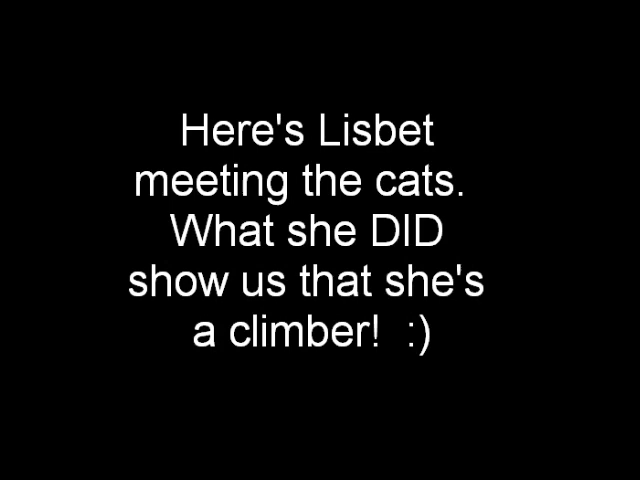 Here's Lisbet
meeting the cats.
What she DID
show us that she's
a climber!  :)